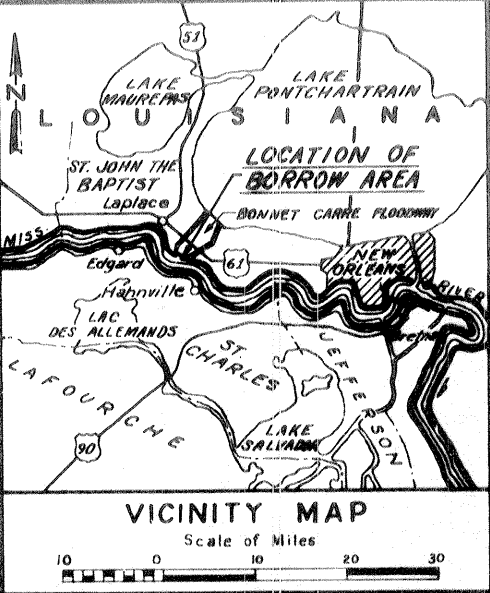 51
N
LAKE
MAUREPAS
LAKE
PONTCHARTRAIN
LOUISIANA
ST. JOHN THE
BAPTIST
Laplace
LOCATION OF
BORROW AREA
BONNET CARRE FLOODWAY
MISS.
Edgard
61
NEW
ORLEANS
RIVER
Hahnville
Gretna
LAC
DES ALLEMANDS
ST.
CHARLES
JEFFERSON
LAFOURCHE
90
LAKE
SALVADOR
VICINITY MAP
Scale of Miles
10 0 10 20 30